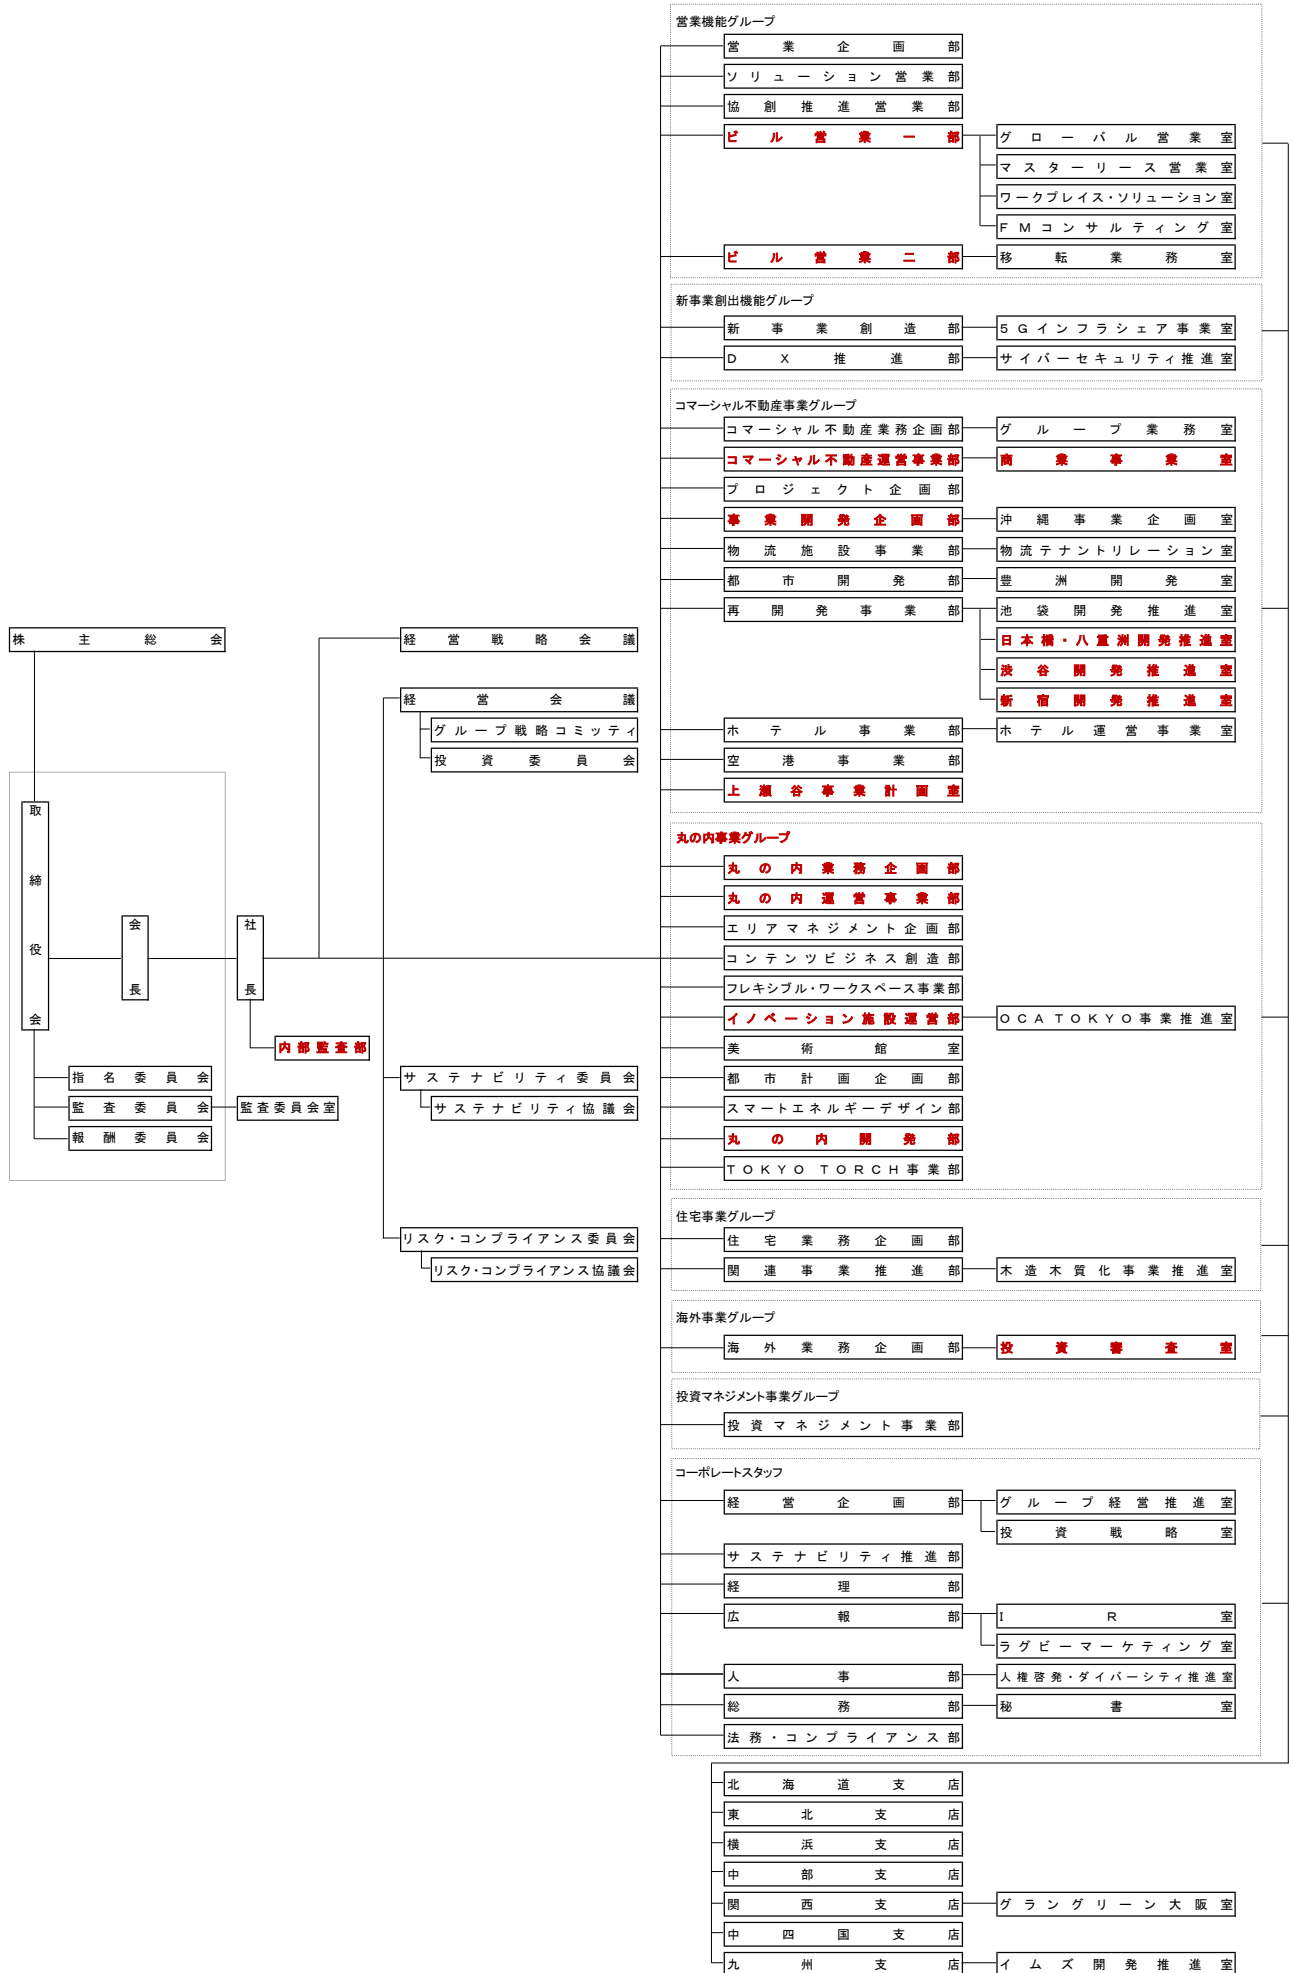 営業機能グループ
営業企画部
ソリューション営業部
協創推進営業部
ビル営業一部
グローバル営業室
マスターリース営業室
ワークプレイス・ソリューション室
ＦＭコンサルティング室
ビル営業二部
移転業務室
新事業創出機能グループ
新事業創造部
５Ｇインフラシェア事業室
ＤＸ推進部
サイバーセキュリティ推進室
コマーシャル不動産事業グループ
コマーシャル不動産業務企画部
グループ業務室
コマーシャル不動産運営事業部
商業事業室
プロジェクト企画部
事業開発企画部
沖縄事業企画室
物流施設事業部
物流テナントリレーション室
都市開発部
豊洲開発室
再開発事業部
池袋開発推進室
日本橋・八重洲開発推進室
渋谷開発推進室
新宿開発推進室
ホテル事業部
ホテル運営事業室
空港事業部
上瀬谷事業計画室
株主総会
経営戦略会議
経営会議
グループ戦略コミッティ
投資委員会
取締役会
会長
社長
内部監査部
指名委員会
監査委員会
監査委員会室
報酬委員会
サステナビリティ委員会
サステナビリティ協議会
リスク・コンプライアンス委員会
リスク・コンプライアンス協議会
丸の内事業グループ
丸の内業務企画部
丸の内運営事業部
エリアマネジメント企画部
コンテンツビジネス創造部
フレキシブル・ワークスペース事業部
イノベーション施設運営部
ＯＣＡ ＴＯＫＹＯ事業推進室
美術館室
都市計画企画部
スマートエネルギーデザイン部
丸の内開発部
ＴＯＫＹＯ ＴＯＲＣＨ事業部
住宅事業グループ
住宅業務企画部
関連事業推進部
木造木質化事業推進室
海外事業グループ
海外業務企画部
投資審査室
投資マネジメント事業グループ
投資マネジメント事業部
コーポレートスタッフ
経営企画部
グループ経営推進室
投資戦略室
サステナビリティ推進部
経理部
広報部
ＩＲ室
ラグビーマーケティング室
人事部
人権啓発・ダイバーシティ推進室
総務部
秘書室
法務・コンプライアンス部
北海道支店
東北支店
横浜支店
中部支店
関西支店
グラングリーン大阪室
中四国支店
九州支店
イムズ開発推進室